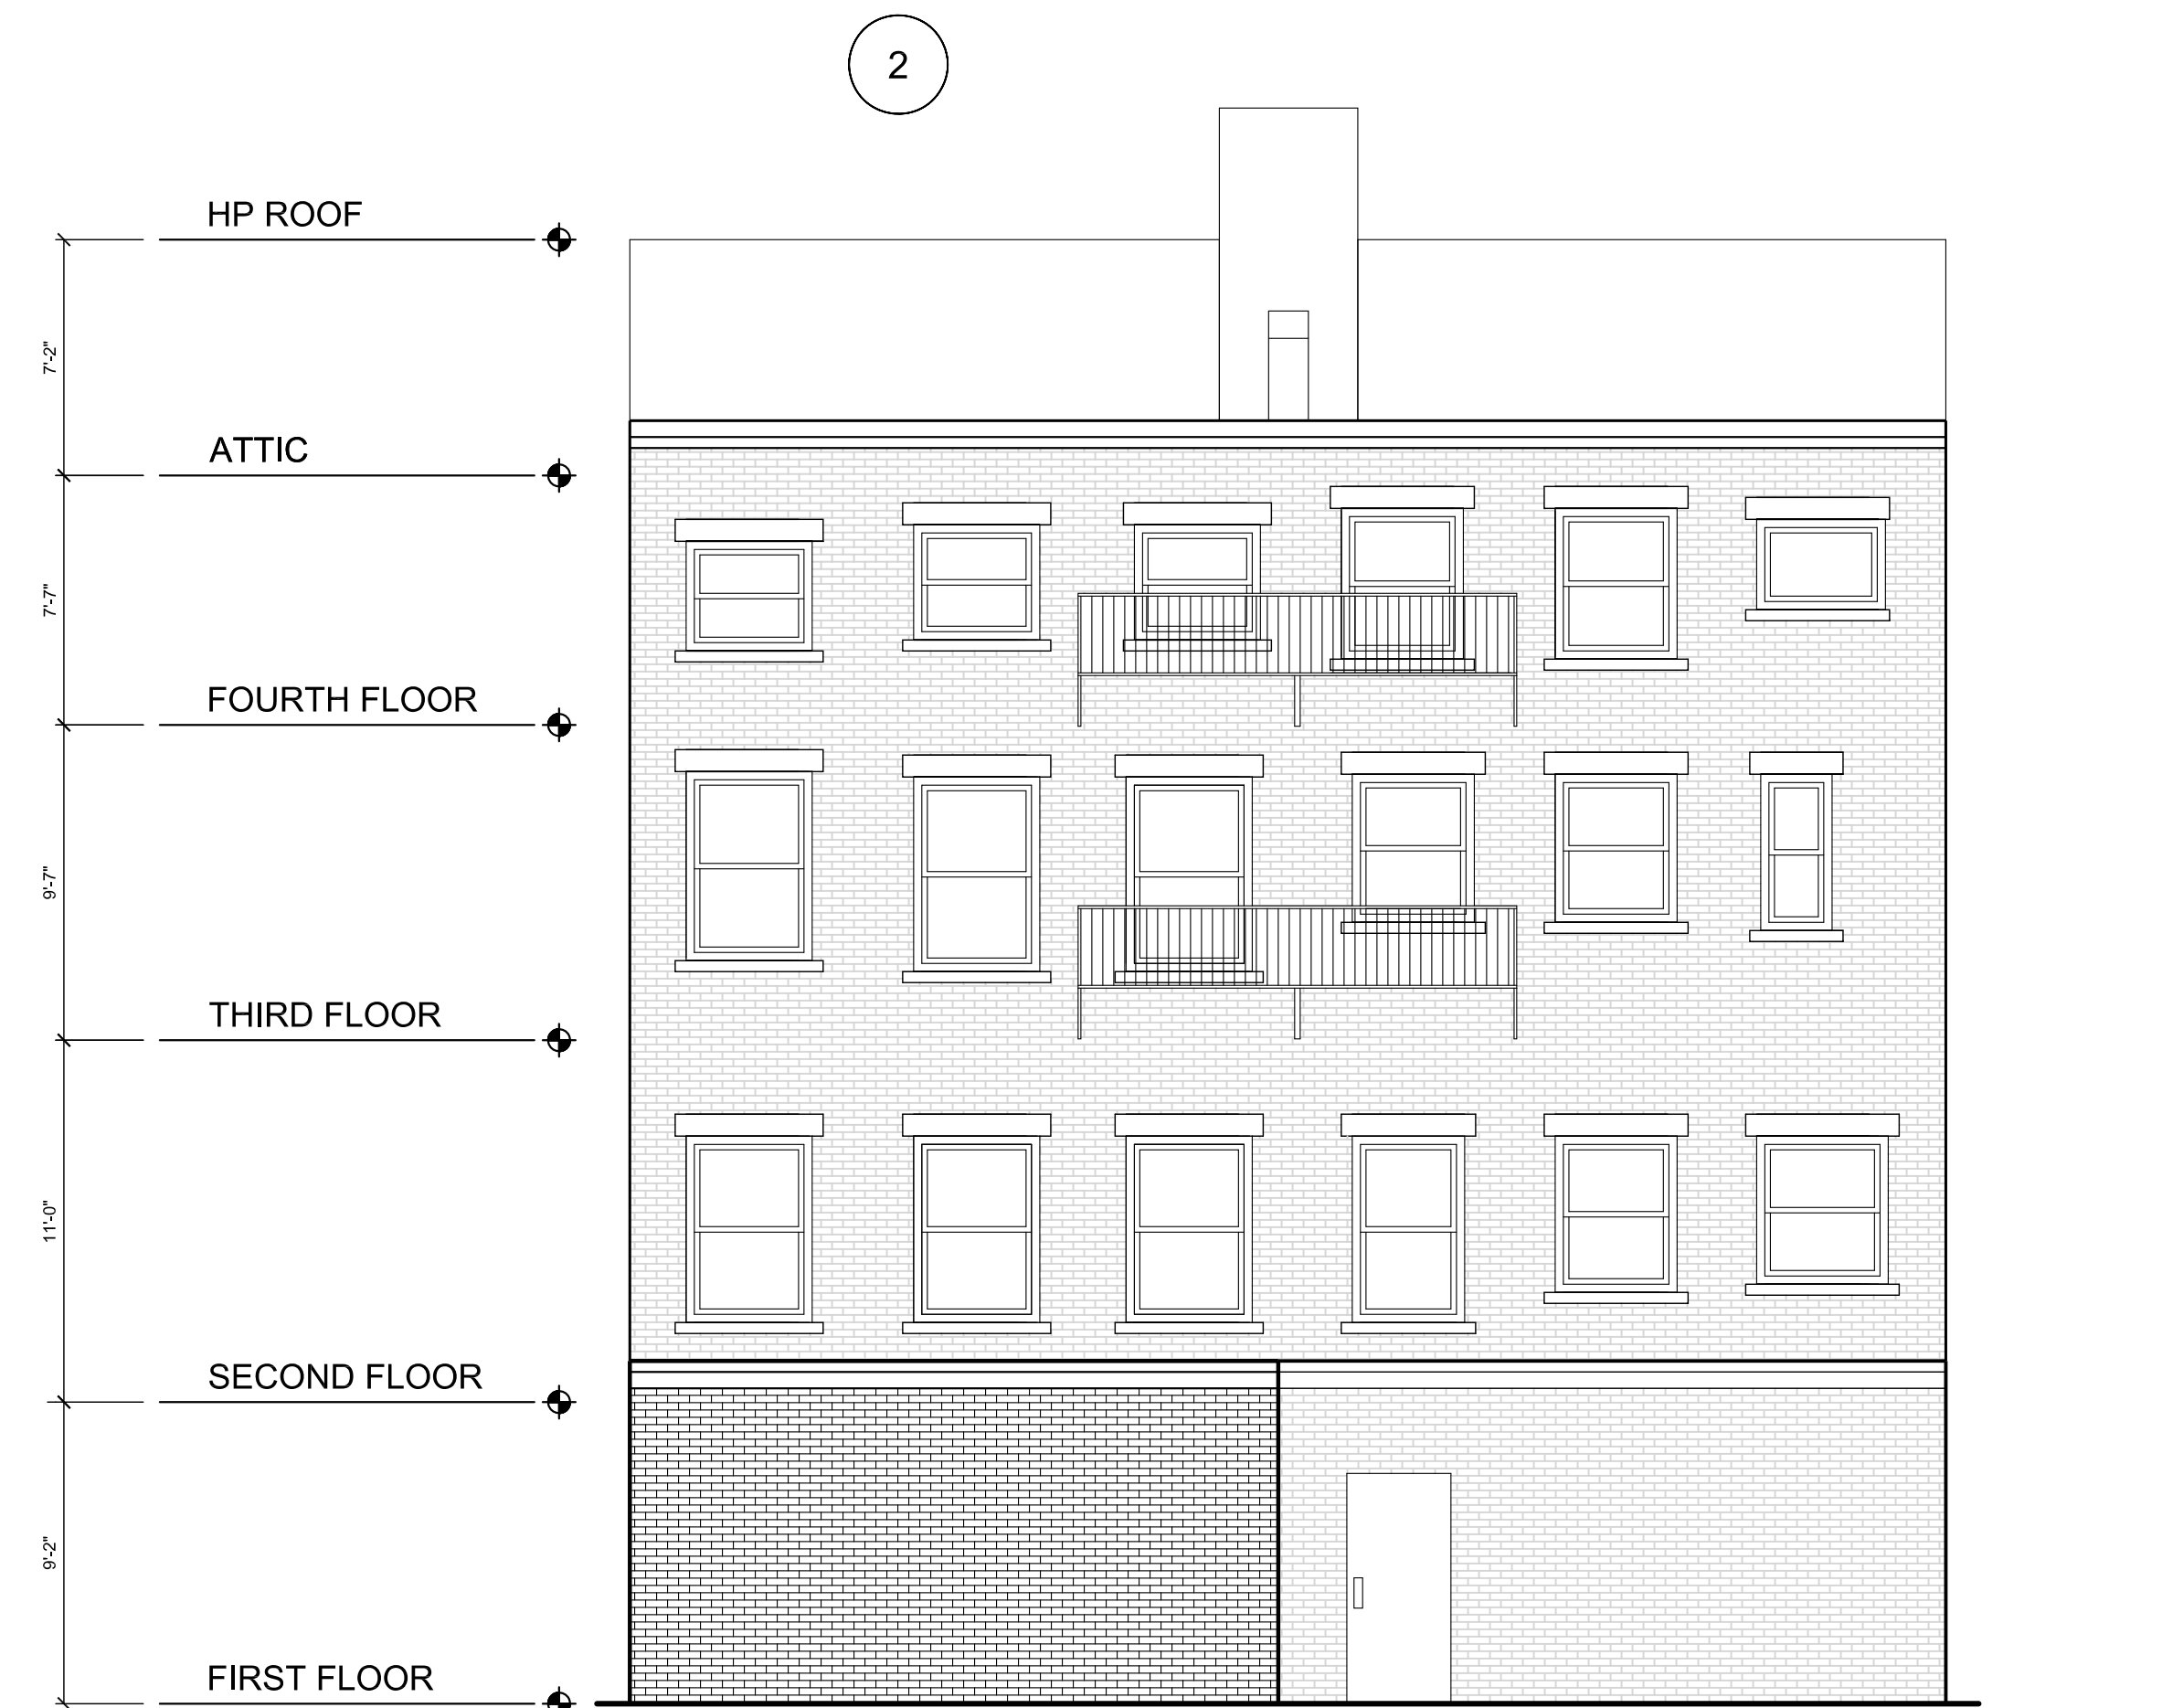 2
HP ROOF
7'-2"
ATTIC
7'-7"
FOURTH FLOOR
9'-7"
THIRD FLOOR
11'-0"
SECOND FLOOR
9'-2"
FIRST FLOOR